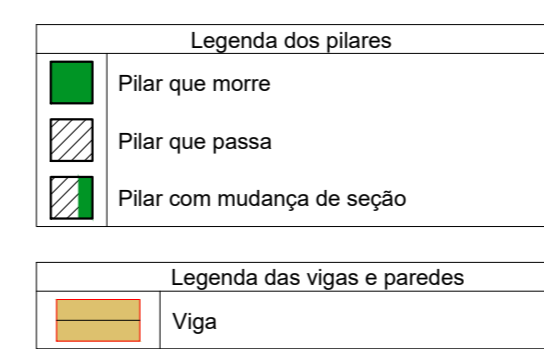 Legenda dos pilares
Pilar que morre
Pilar que passa
Pilar com mudança de seção
Legenda das vigas e paredes
Viga